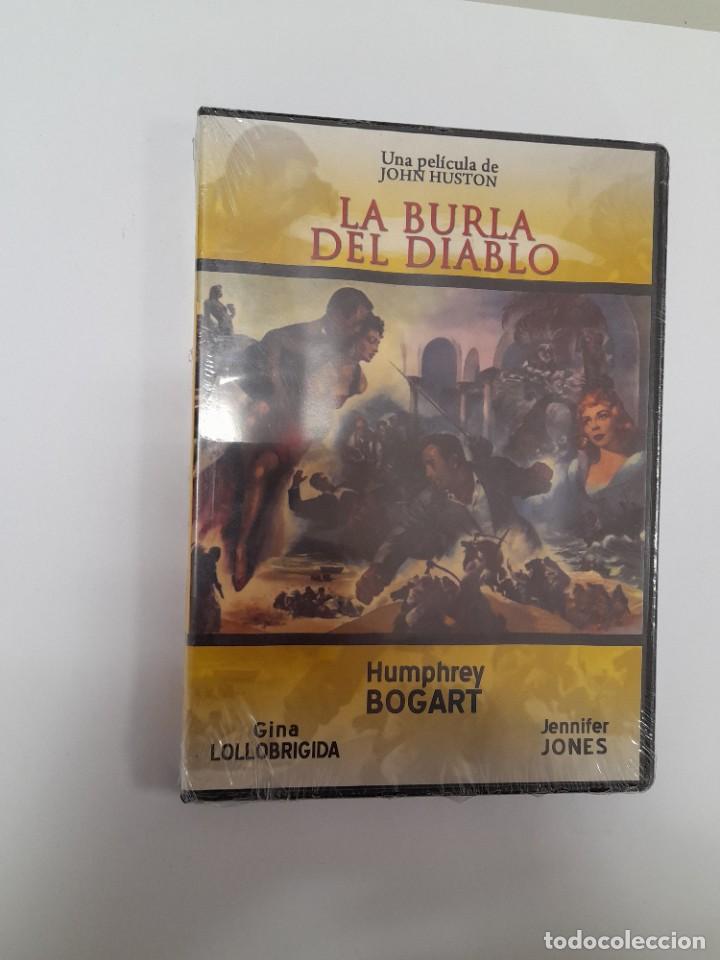 Una película de
JOHN HUSTON
LA BURLA
DEL DIABLO
Humphrey
BOGART
Gina
LOLLOBRIGIDA
Jennifer
JONES
todocoleccion